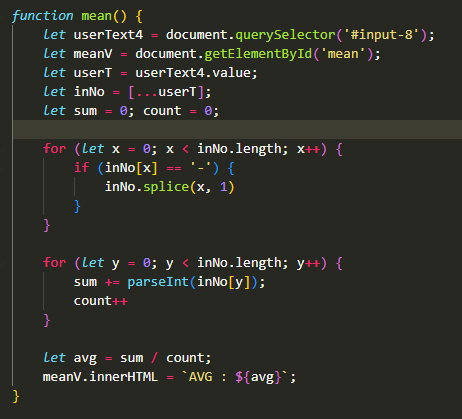 function mean() {
let userText4 = document.querySelector('#input-8');
let meanV = document.getElementById('mean');
let userT = userText4.value;
let inNo = [...userT];
let sum = 0; count = 0;
for (let x = 0; x < inNo.length; x++) {
if (inNo[x] == '-') {
inNo.splice(x, 1)
}
}
for (let y = 0; y < inNo.length; y++) {
sum += parseInt(inNo[y]);
count++
}
let avg = sum / count;
meanV.innerHTML = `AVG : ${avg}`;
}